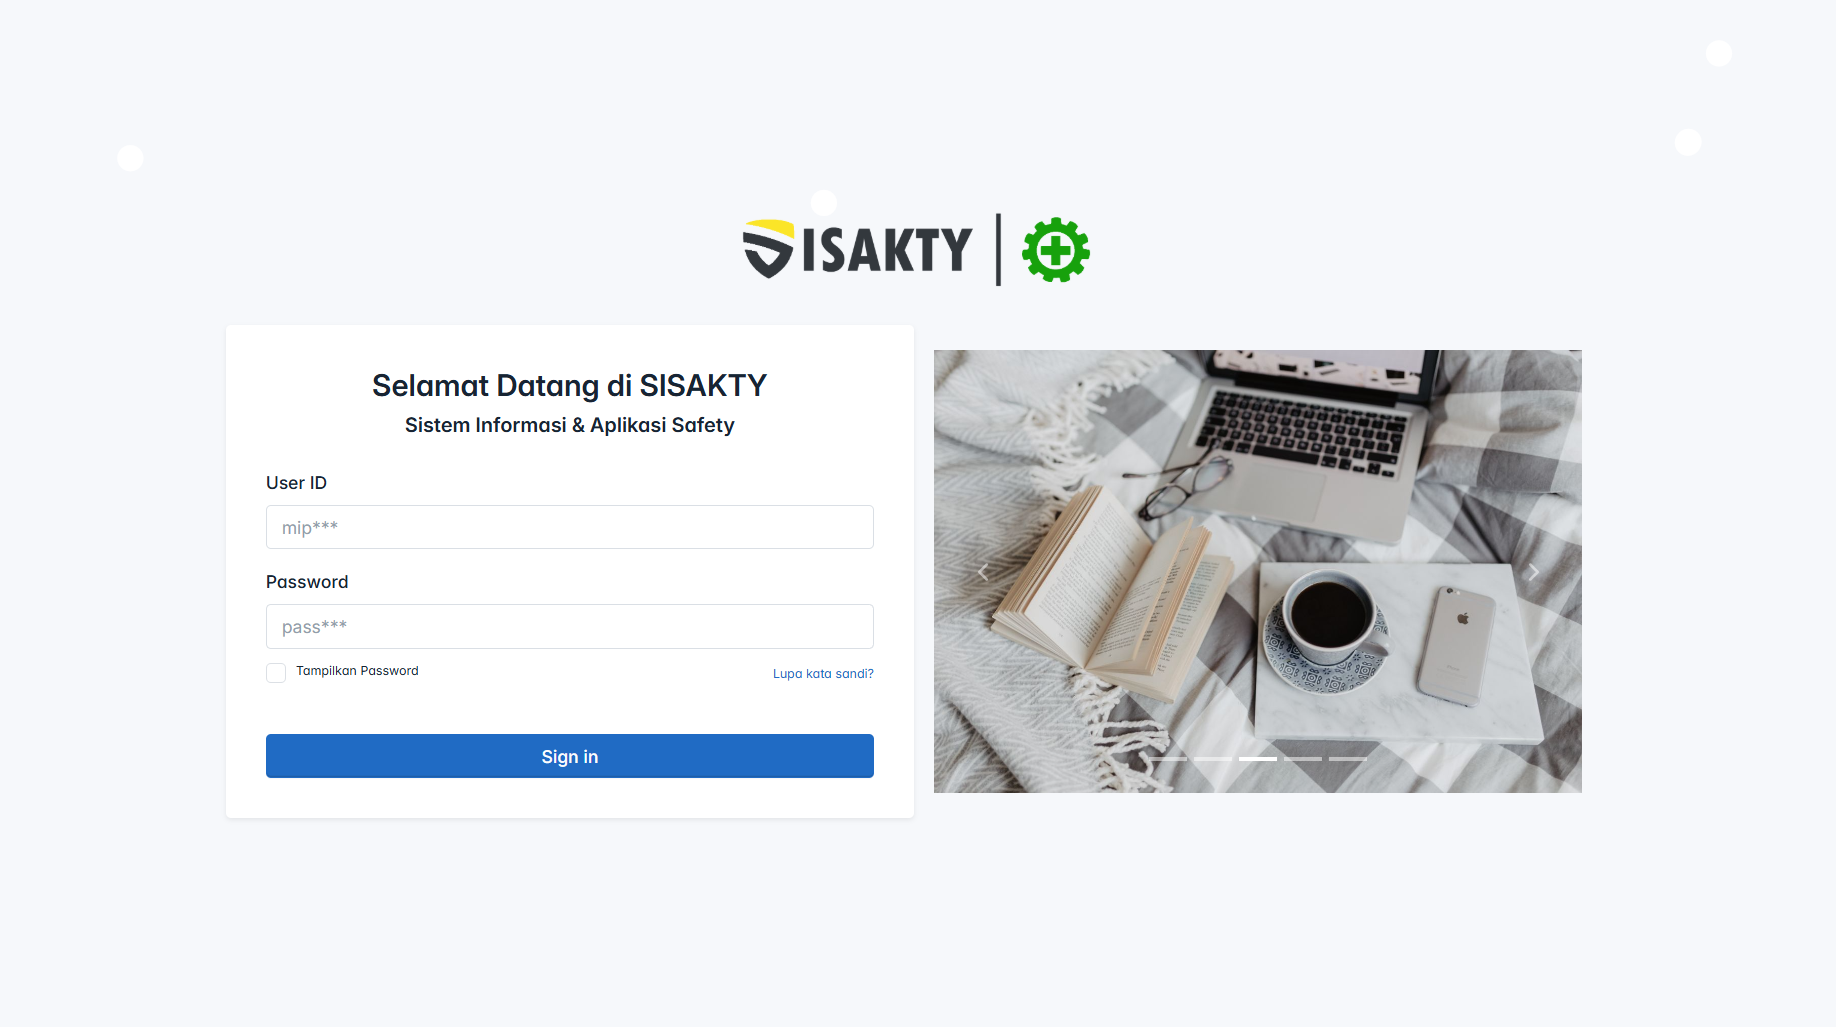 SISAKTY
Selamat Datang di SISAKTY
Sistem Informasi & Aplikasi Safety
User ID
mip***
Password
pass***
Tampilkan Password
Lupa kata sandi?
Sign in